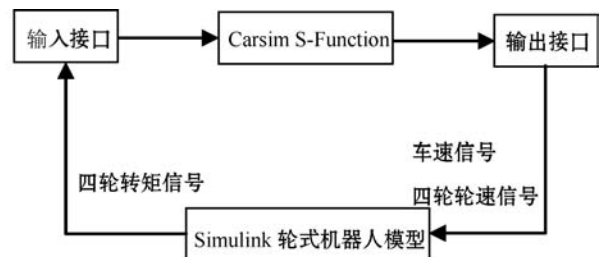 输入接口
Carsim S-Function
输出接口
车速信号
四轮转矩信号
四轮轮速信号
Simulink 轮式机器人模型